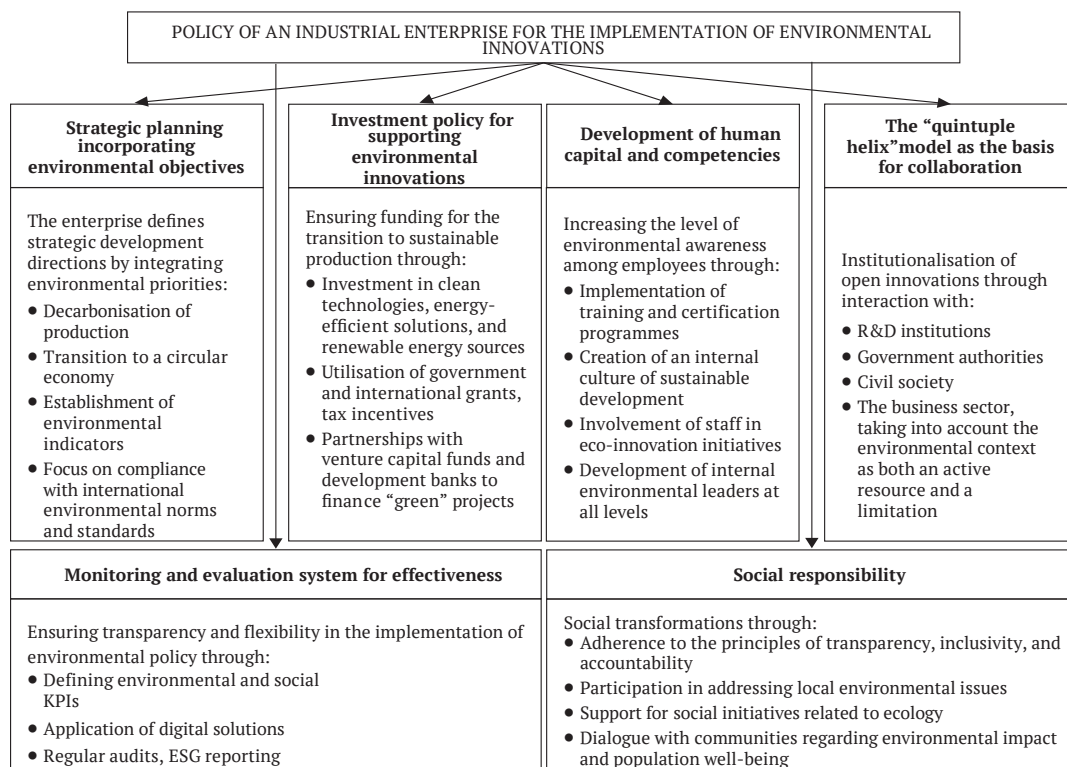 POLICY OF AN INDUSTRIAL ENTERPRISE FOR THE IMPLEMENTATION OF ENVIRONMENTAL
INNOVATIONS
Strategic planning
incorporating
environmental objectives
The enterprise defines
strategic development
directions by integrating
environmental priorities:
● Decarbonisation of
production
● Transition to a circular
economy
● Establishment of
environmental
indicators
● Focus on compliance
with international
environmental norms
and standards
Investment policy for
supporting
environmental
innovations
Ensuring funding for the
transition to sustainable
production through:
● Investment in clean
technologies, energy-
efficient solutions, and
renewable energy sources
● Utilisation of government
and international grants,
tax incentives
● Partnerships with
venture capital funds and
development banks to
finance “green” projects
Development of human
capital and competencies
Increasing the level of
environmental awareness
among employees through:
● Implementation of
training and certification
programmes
● Creation of an internal
culture of sustainable
development
● Involvement of staff in
eco-innovation initiatives
● Development of internal
environmental leaders at
all levels
The “quintuple
helix”model as the basis
for collaboration
Institutionalisation of
open innovations through
interaction with:
● R&D institutions
● Government authorities
● Civil society
● The business sector,
taking into account the
environmental context
as both an active
resource and a
limitation
Monitoring and evaluation system for effectiveness
Ensuring transparency and flexibility in the implementation of
environmental policy through:
● Defining environmental and social
KPIs
● Application of digital solutions
● Regular audits, ESG reporting
Social responsibility
Social transformations through:
● Adherence to the principles of transparency, inclusivity, and
accountability
● Participation in addressing local environmental issues
● Support for social initiatives related to ecology
● Dialogue with communities regarding environmental impact
and population well-being